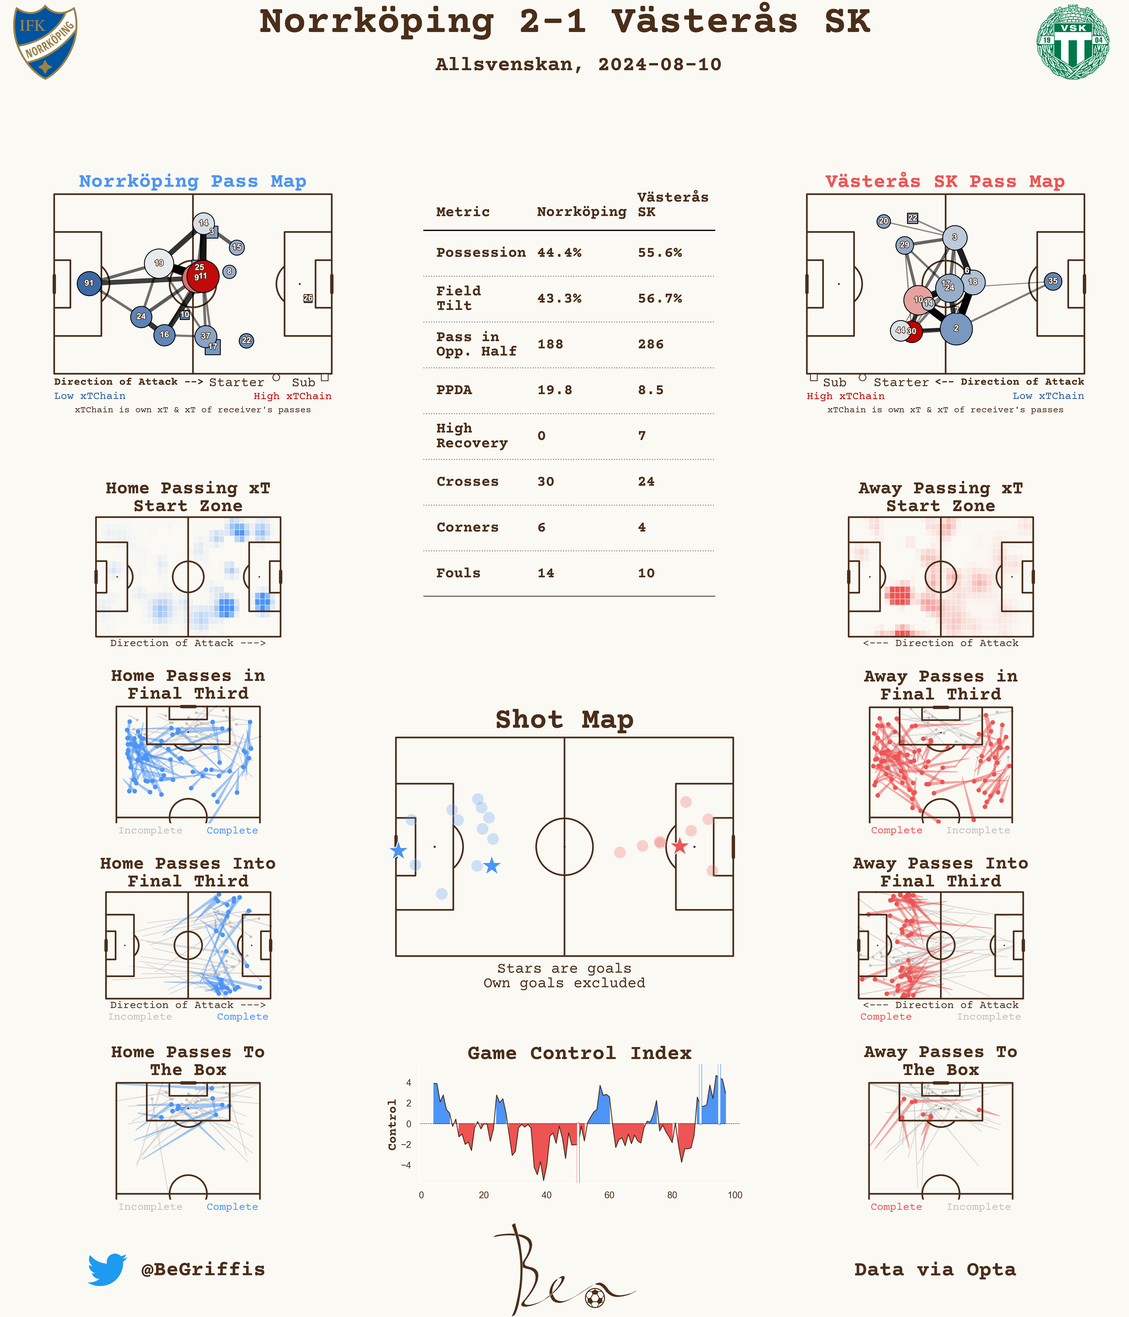 Norrköping 2-1 Västerås SK
Allsvenskan, 2024-08-10
IFK
NORRKÖPING
VSK
19 04
Norrköping Pass Map
14
3
15
19
25
8
9
11
91
26
10
24
16
37
17
22
Direction of Attack --> Starter Sub
Low xTChain High xTChain
xTChain is own xT & xT of receiver's passes
Metric Norrköping Västerås SK
Possession 44.4% 55.6%
Field Tilt 43.3% 56.7%
Pass in Opp. Half 188 286
PPDA 19.8 8.5
High Recovery 0 7
Crosses 30 24
Corners 6 4
Fouls 14 10
Västerås SK Pass Map
20
22
29
3
6
18
35
24
10
14
7
44
30
2
Sub Starter <-- Direction of Attack
High xTChain Low xTChain
xTChain is own xT & xT of receiver's passes
Home Passing xT
Start Zone
Direction of Attack --->
Away Passing xT
Start Zone
<--- Direction of Attack
Home Passes in
Final Third
Incomplete Complete
Away Passes in
Final Third
Complete Incomplete
Shot Map
Stars are goals
Own goals excluded
Home Passes Into
Final Third
Direction of Attack --->
Incomplete Complete
Away Passes Into
Final Third
<--- Direction of Attack
Complete Incomplete
Home Passes To
The Box
Incomplete Complete
Game Control Index
Control
4
2
0
−2
−4
0 20 40 60 80 100
Away Passes To
The Box
Complete Incomplete
@BeGriffis
Bea
Data via Opta